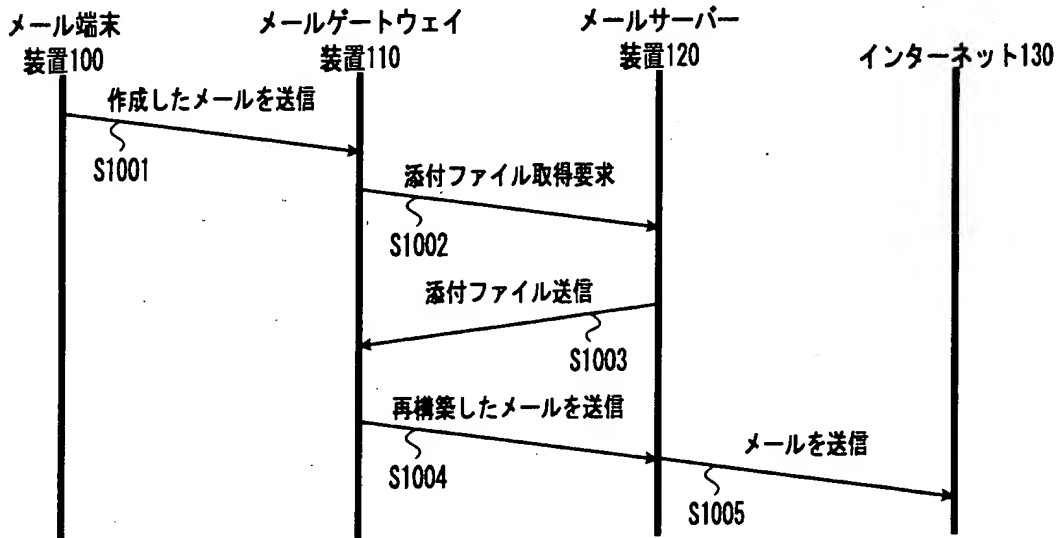 メール端末
装置100
メールゲートウェイ
装置110
メールサーバー
装置120
インターネット130
作成したメールを送信
S1001
添付ファイル取得要求
S1002
添付ファイル送信
S1003
再構築したメールを送信
S1004
メールを送信
S1005